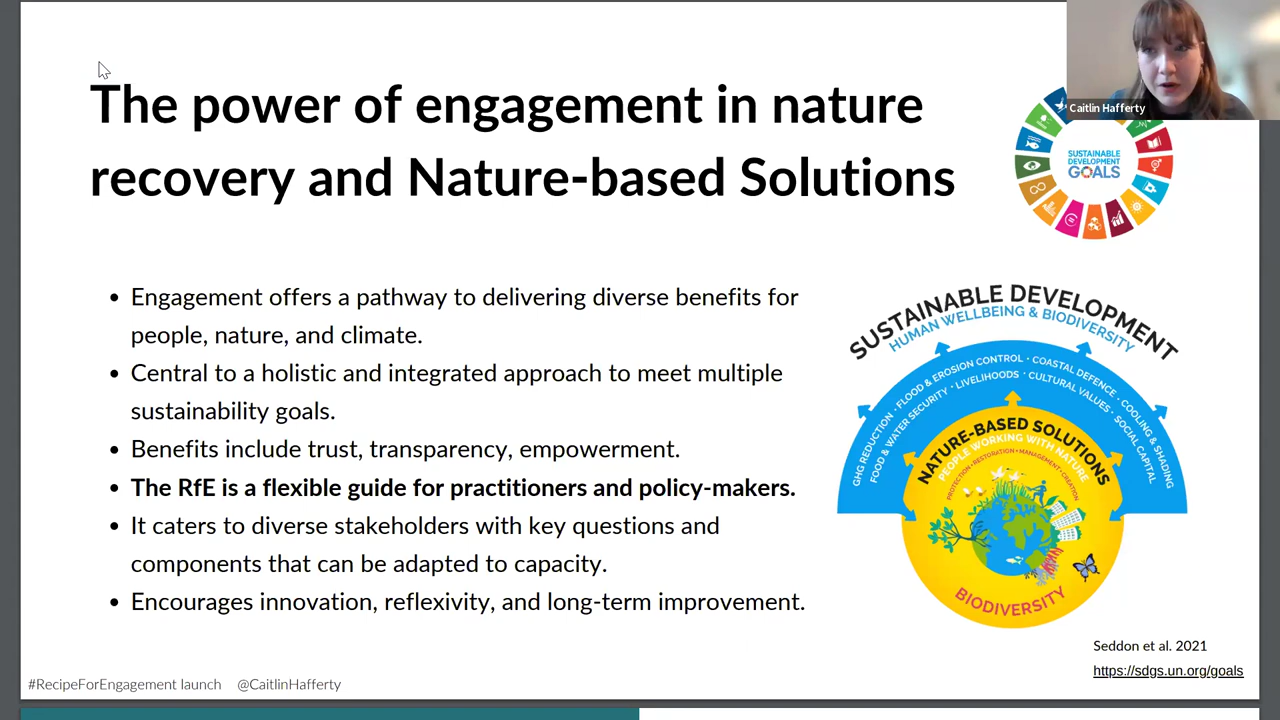 The power of engagement in nature
recovery and Nature-based Solutions
Caitlin Hafferty
SUSTAINABLE
DEVELOPMENT
GOALS
Engagement offers a pathway to delivering diverse benefits for
people, nature, and climate.
Central to a holistic and integrated approach to meet multiple
sustainability goals.
Benefits include trust, transparency, empowerment.
The RfE is a flexible guide for practitioners and policy-makers.
It caters to diverse stakeholders with key questions and
components that can be adapted to capacity.
Encourages innovation, reflexivity, and long-term improvement.
SUSTAINABLE DEVELOPMENT
HUMAN WELLBEING & BIODIVERSITY
GHG REDUCTION · FLOOD & EROSION CONTROL · COASTAL DEFENCE · COOLING & SHADING
FOOD & WATER SECURITY · LIVELIHOODS · CULTURAL VALUES · SOCIAL CAPITAL
NATURE-BASED SOLUTIONS
PEOPLE WORKING WITH NATURE
PROTECTION • RESTORATION • MANAGEMENT • CREATION
BIODIVERSITY
Seddon et al. 2021
https://sdgs.un.org/goals
#RecipeForEngagement launch @CaitlinHafferty